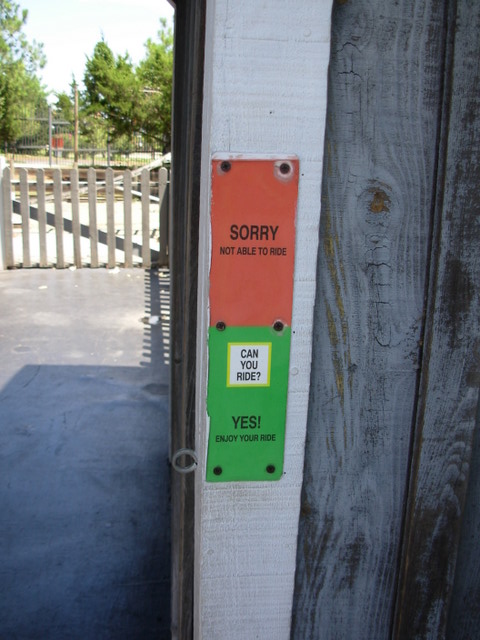 SORRY
NOT ABLE TO RIDE
CAN
YOU
RIDE?
YES!
ENJOY YOUR RIDE